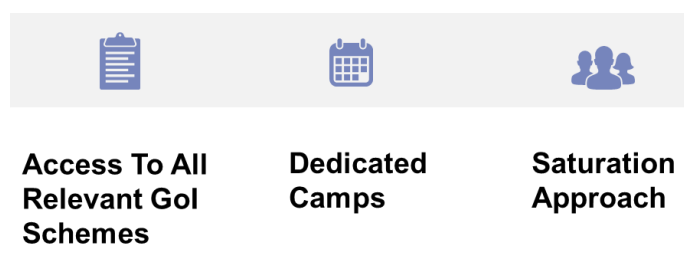 Access To All
Relevant GoI
Schemes
Dedicated
Camps
Saturation
Approach